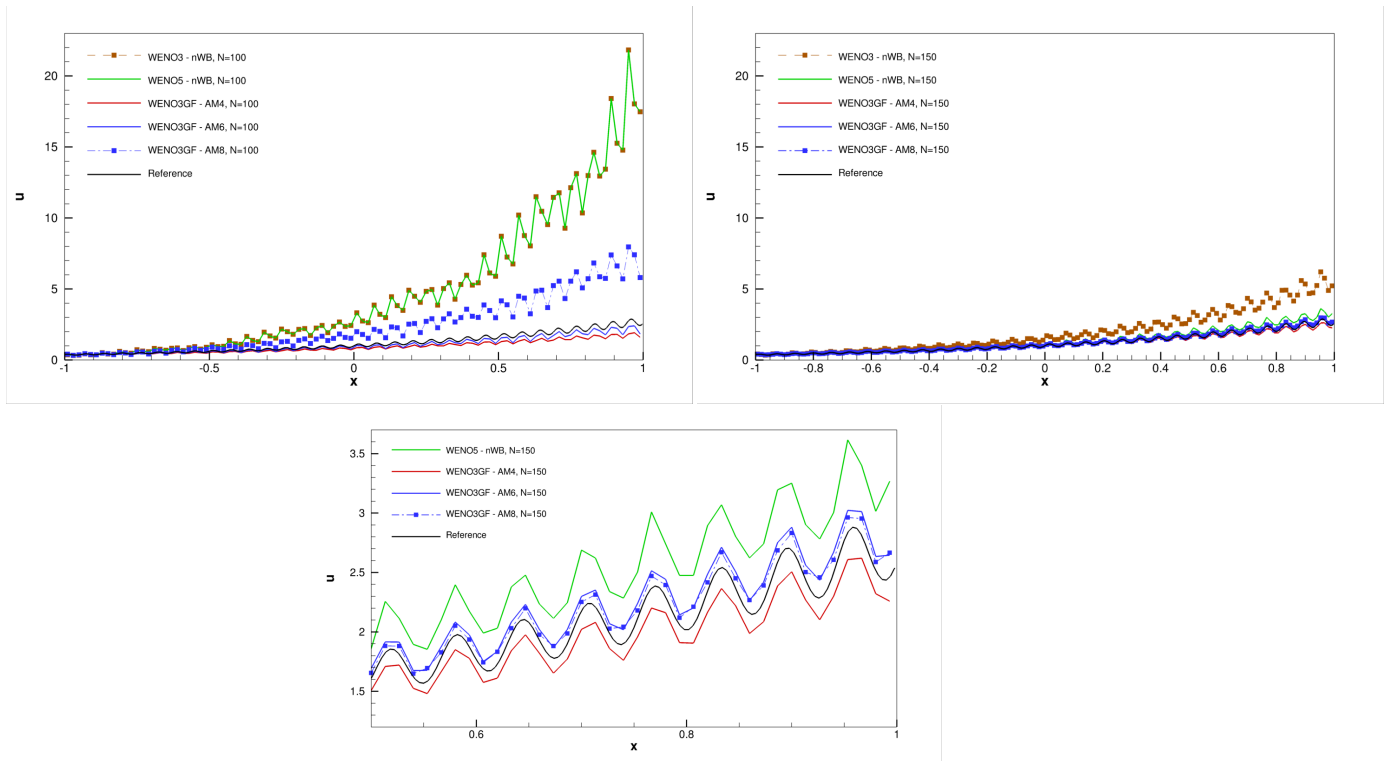 WENO3 - nWB, N=100
WENO5 - nWB, N=100
WENO3GF - AM4, N=100
WENO3GF - AM6, N=100
WENO3GF - AM8, N=100
Reference
20
15
10
5
0
u
-1
-0.5
0
0.5
1
x
WENO3 - nWB, N=150
WENO5 - nWB, N=150
WENO3GF - AM4, N=150
WENO3GF - AM6, N=150
WENO3GF - AM8, N=150
Reference
20
15
10
5
0
u
-1
-0.8
-0.6
-0.4
-0.2
0
0.2
0.4
0.6
0.8
1
x
WENO5 - nWB, N=150
WENO3GF - AM4, N=150
WENO3GF - AM6, N=150
WENO3GF - AM8, N=150
Reference
3.5
3
2.5
2
1.5
u
0.6
0.8
1
x